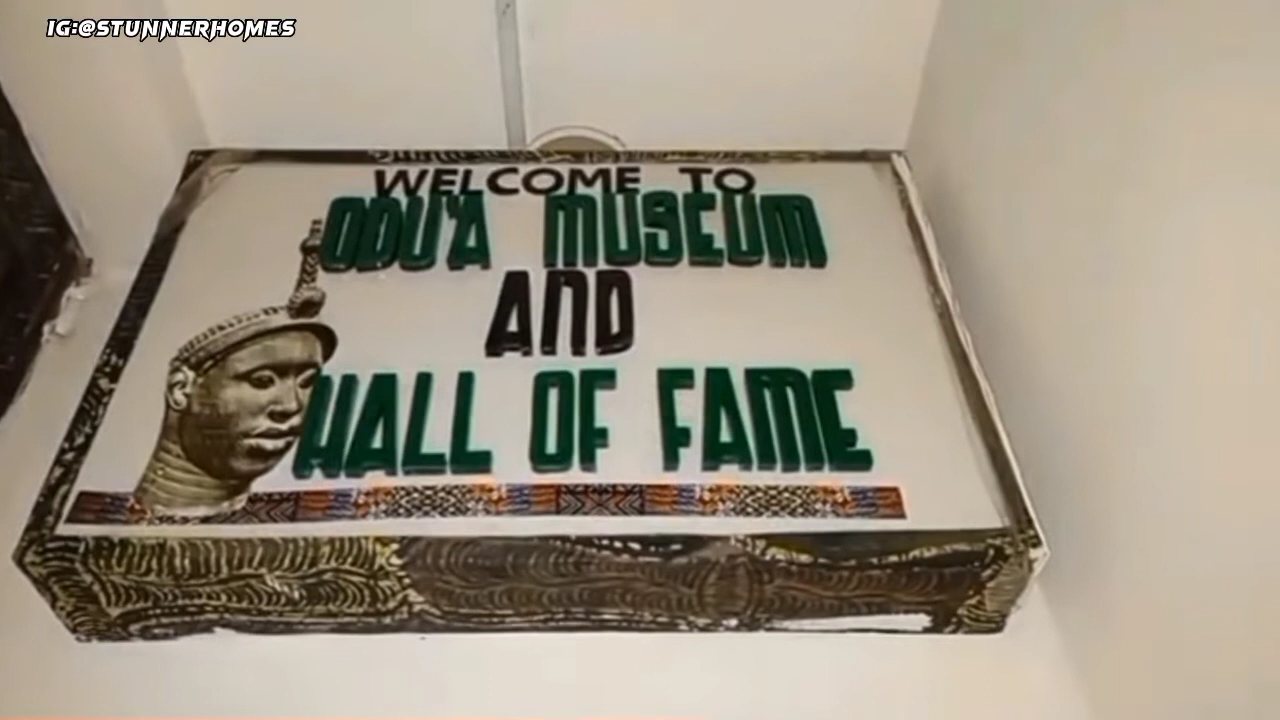 IG:@STUNNERHOMES
WELCOME TO
ODU'A MUSEUM
AND
HALL OF FAME